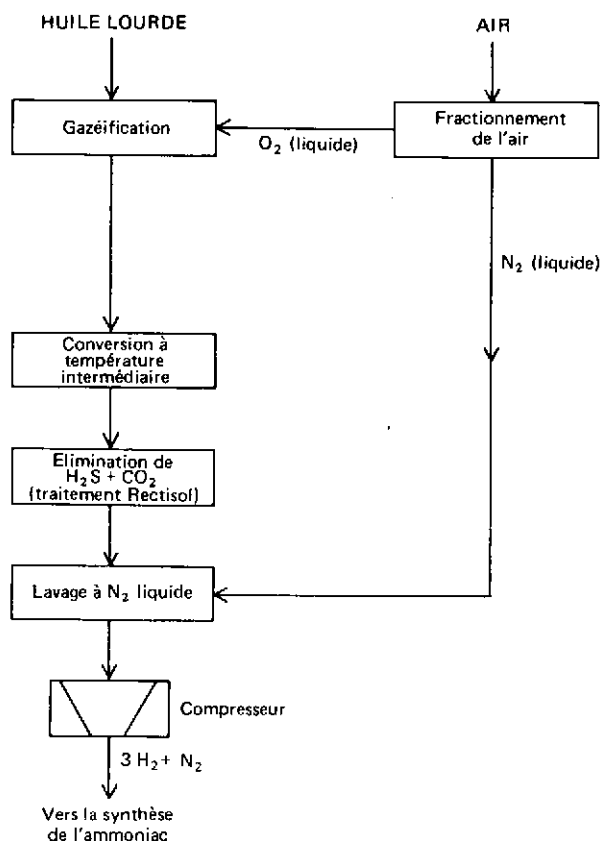 HUILE LOURDE
AIR
Gazéification
Fractionnement
de l'air
O₂ (liquide)
N₂ (liquide)
Conversion à
température
intermédiaire
Elimination de
H₂S + CO₂
(traitement Rectisol)
Lavage à N₂ liquide
Compresseur
3 H₂ + N₂
Vers la synthèse
de l'ammoniac